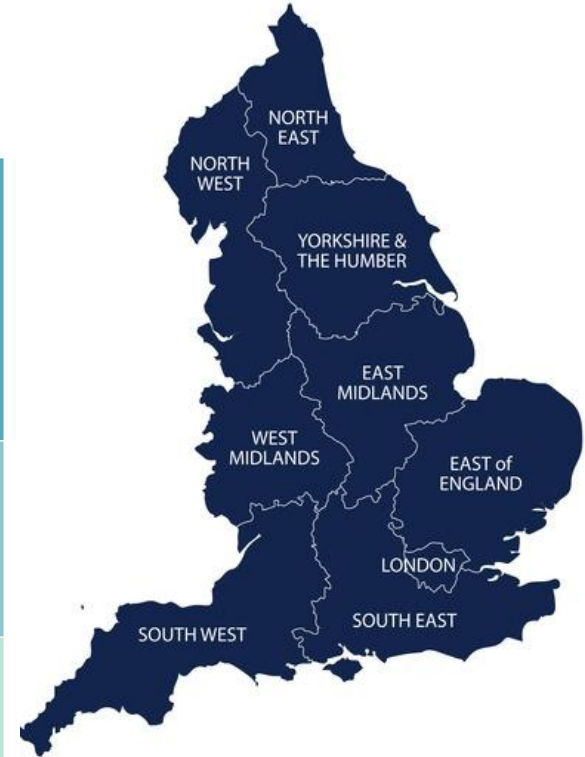 NORTH
EAST
NORTH
WEST
YORKSHIRE &
THE HUMBER
EAST
MIDLANDS
WEST
MIDLANDS
EAST of
ENGLAND
LONDON
SOUTH EAST
SOUTH WEST